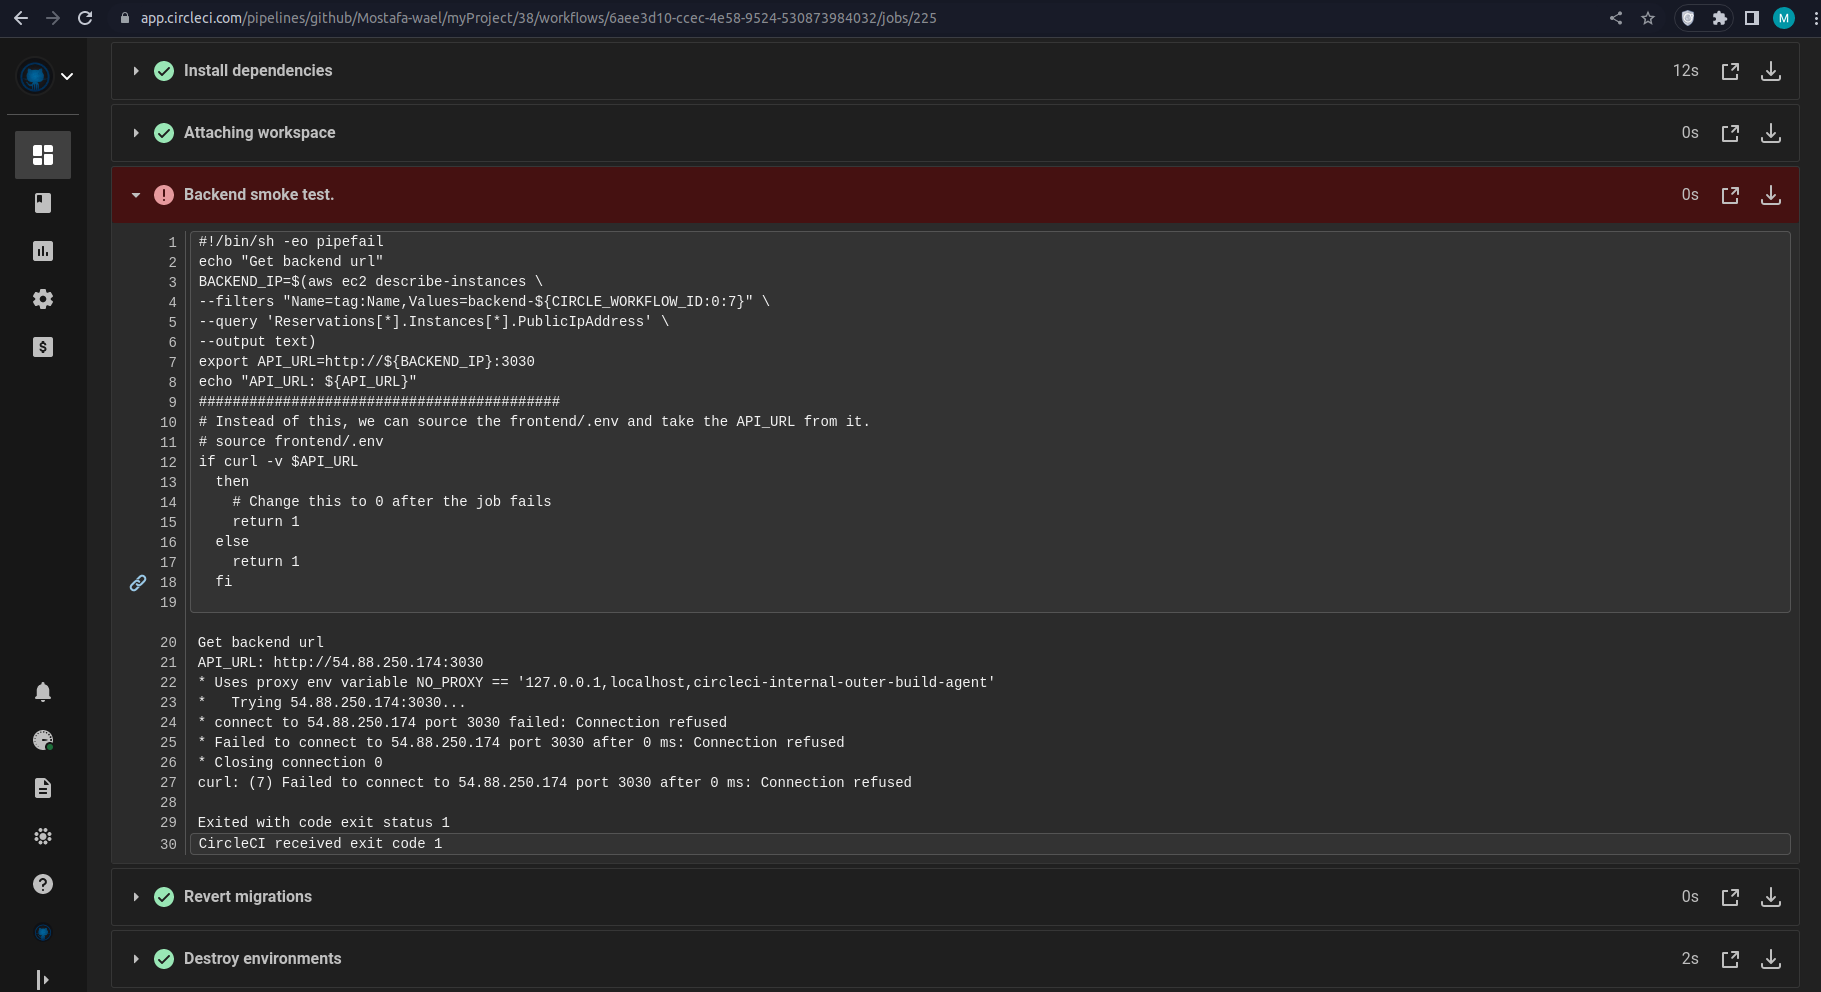 app.circleci.com/pipelines/github/Mostafa-wael/myProject/38/workflows/6aee3d10-ccec-4e58-9524-530873984032/jobs/225
M
Install dependencies 12s
Attaching workspace 0s
Backend smoke test. 0s
1 #!/bin/sh -eo pipefail
2 echo "Get backend url"
3 BACKEND_IP=$(aws ec2 describe-instances \
4 --filters "Name=tag:Name,Values=backend-${CIRCLE_WORKFLOW_ID:0:7}" \
5 --query 'Reservations[*].Instances[*].PublicIpAddress' \
6 --output text)
7 export API_URL=http://${BACKEND_IP}:3030
8 echo "API_URL: ${API_URL}"
9 ###########################################
10 # Instead of this, we can source the frontend/.env and take the API_URL from it.
11 # source frontend/.env
12 if curl -v $API_URL
13   then
14     # Change this to 0 after the job fails
15     return 1
16   else
17     return 1
18   fi
19
20 Get backend url
21 API_URL: http://54.88.250.174:3030
22 * Uses proxy env variable NO_PROXY == '127.0.0.1,localhost,circleci-internal-outer-build-agent'
23 *   Trying 54.88.250.174:3030...
24 * connect to 54.88.250.174 port 3030 failed: Connection refused
25 * Failed to connect to 54.88.250.174 port 3030 after 0 ms: Connection refused
26 * Closing connection 0
27 curl: (7) Failed to connect to 54.88.250.174 port 3030 after 0 ms: Connection refused
28
29 Exited with code exit status 1
30 CircleCI received exit code 1
Revert migrations 0s
Destroy environments 2s